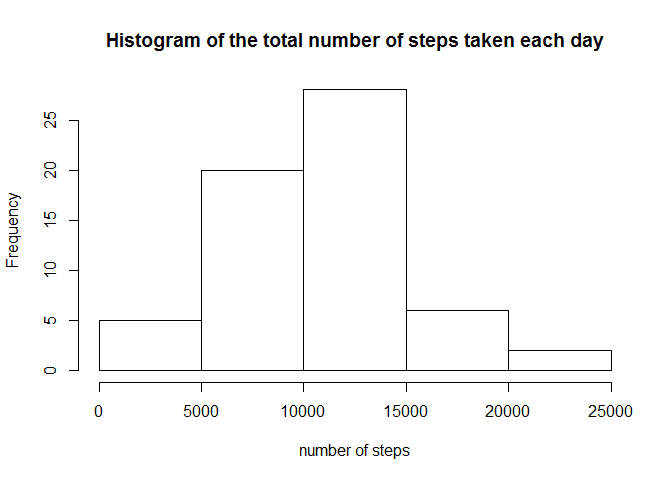 Histogram of the total number of steps taken each day
Frequency
25
20
15
10
5
0
0 5000 10000 15000 20000 25000
number of steps